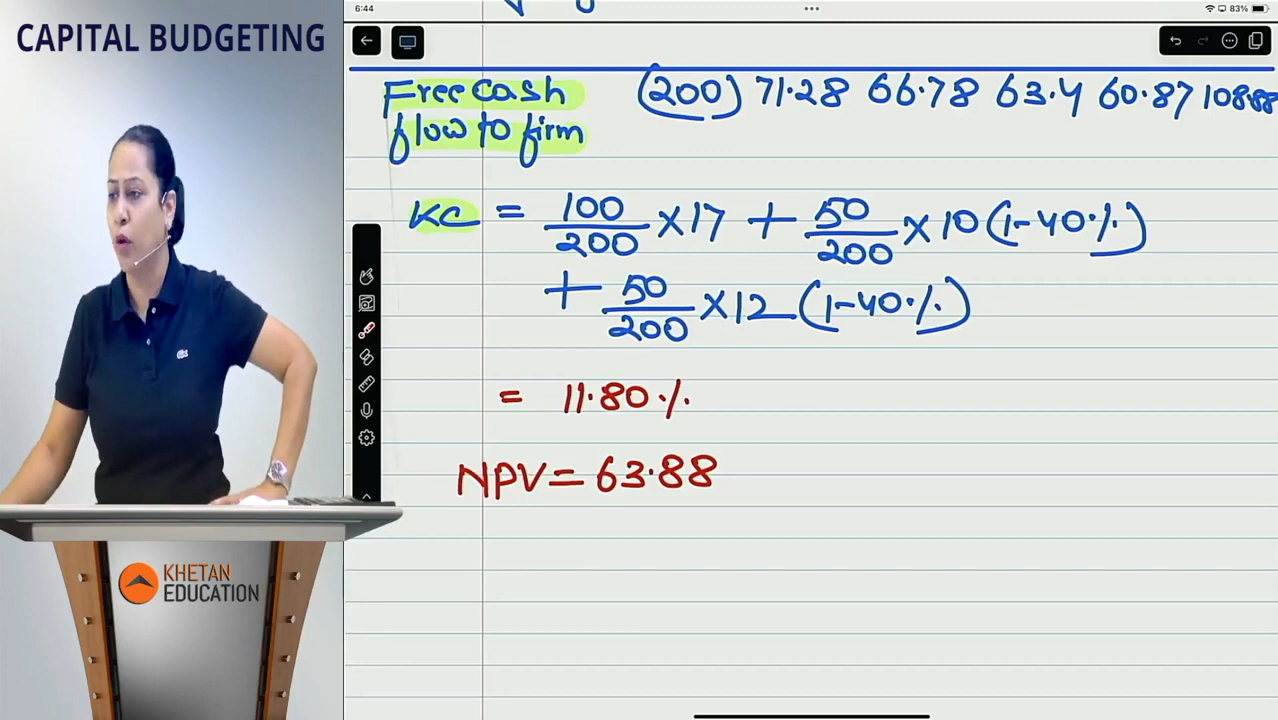 CAPITAL BUDGETING
6:44
83%
Free cash (200) 71.28 66.78 63.4 60.87 108.88
flow to firm
KC = 100/200 × 17 + 50/200 × 10 (1-40%)
+ 50/200 × 12 (1-40%)
= 11.80%
NPV = 63.88
KHETAN
EDUCATION